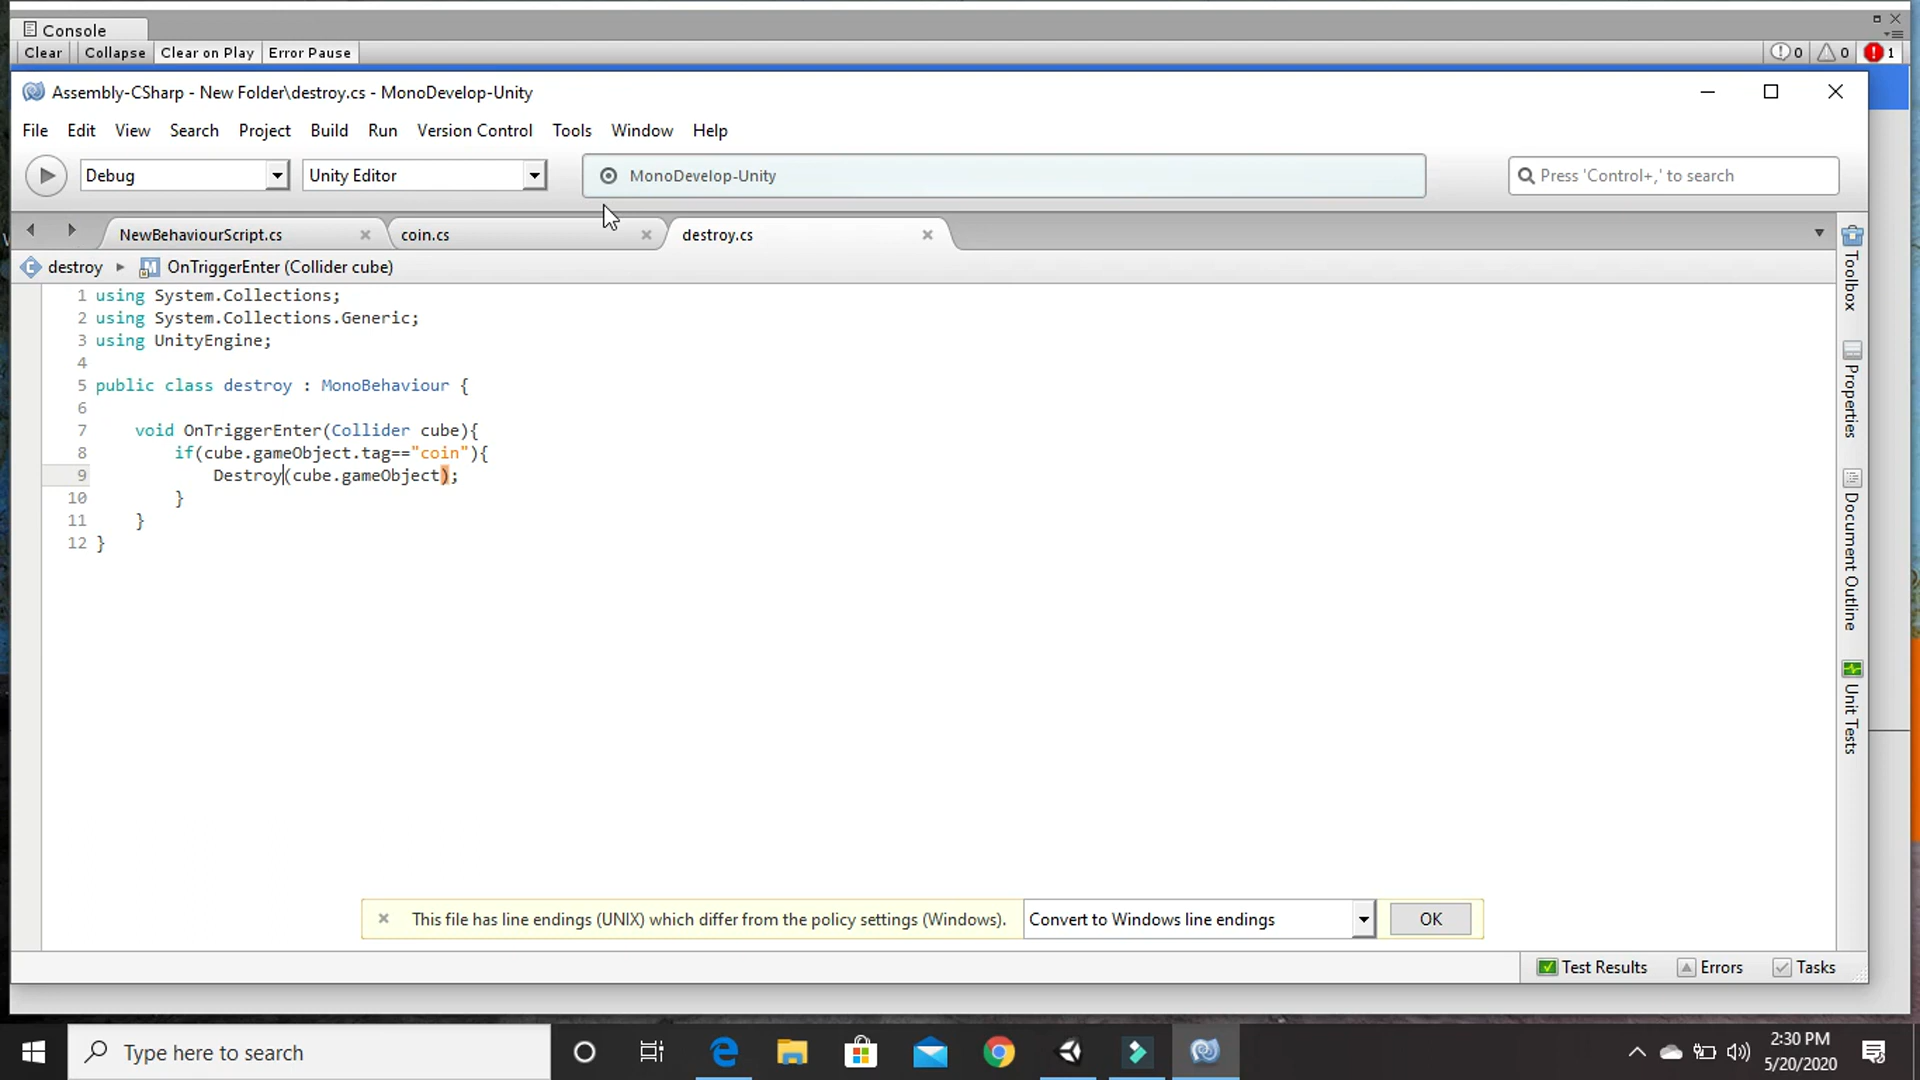 Console
Clear Collapse Clear on Play Error Pause 0 0 1
Assembly-CSharp - New Folder\destroy.cs - MonoDevelop-Unity
File Edit View Search Project Build Run Version Control Tools Window Help
Debug Unity Editor MonoDevelop-Unity Press 'Control+,' to search
NewBehaviourScript.cs coin.cs destroy.cs
destroy OnTriggerEnter (Collider cube)
1 using System.Collections;
2 using System.Collections.Generic;
3 using UnityEngine;
4
5 public class destroy : MonoBehaviour {
6
7 void OnTriggerEnter(Collider cube){
8 if(cube.gameObject.tag=="coin"){
9 Destroy(cube.gameObject);
10 }
11 }
12 }
Toolbox
Properties
Document Outline
Unit Tests
This file has line endings (UNIX) which differ from the policy settings (Windows). Convert to Windows line endings OK
Test Results Errors Tasks
Type here to search
2:30 PM
5/20/2020